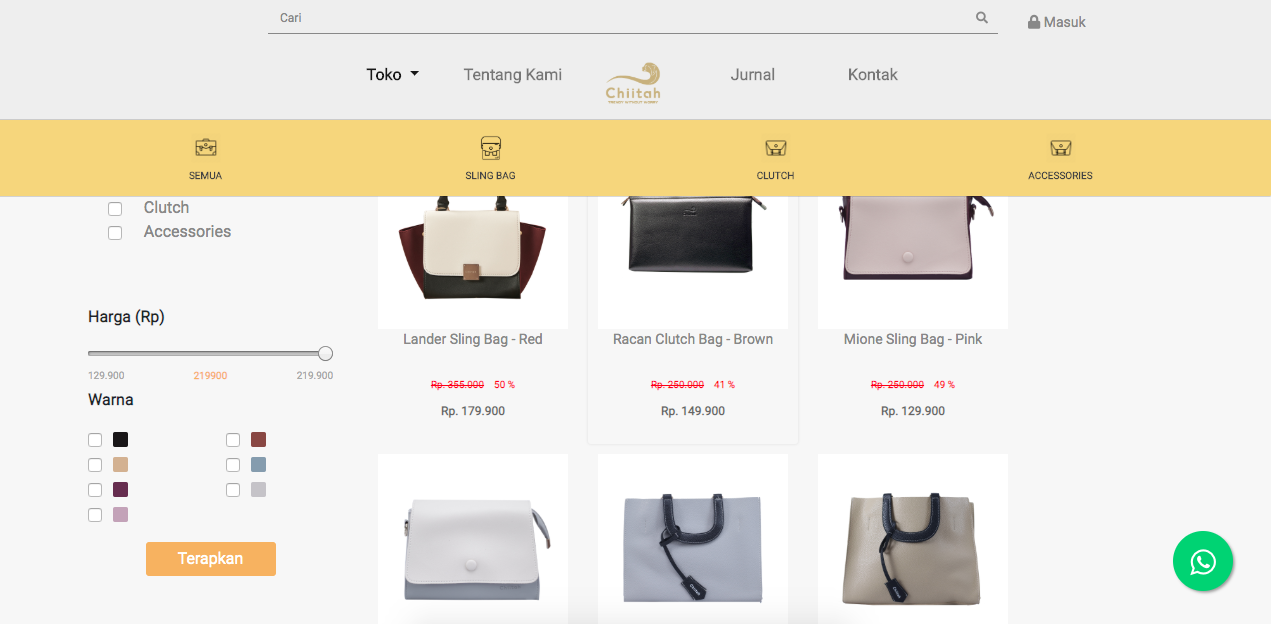 Cari
Masuk
Toko
Tentang Kami
Chiitah
Jurnal
Kontak
SEMUA
SLING BAG
CLUTCH
ACCESSORIES
Clutch
Accessories
Harga (Rp)
129.900 219900 219.900
Warna
Terapkan
Lander Sling Bag - Red
Rp. 355.000 50 %
Rp. 179.900
Racan Clutch Bag - Brown
Rp. 250.000 41 %
Rp. 149.900
Mione Sling Bag - Pink
Rp. 250.000 49 %
Rp. 129.900